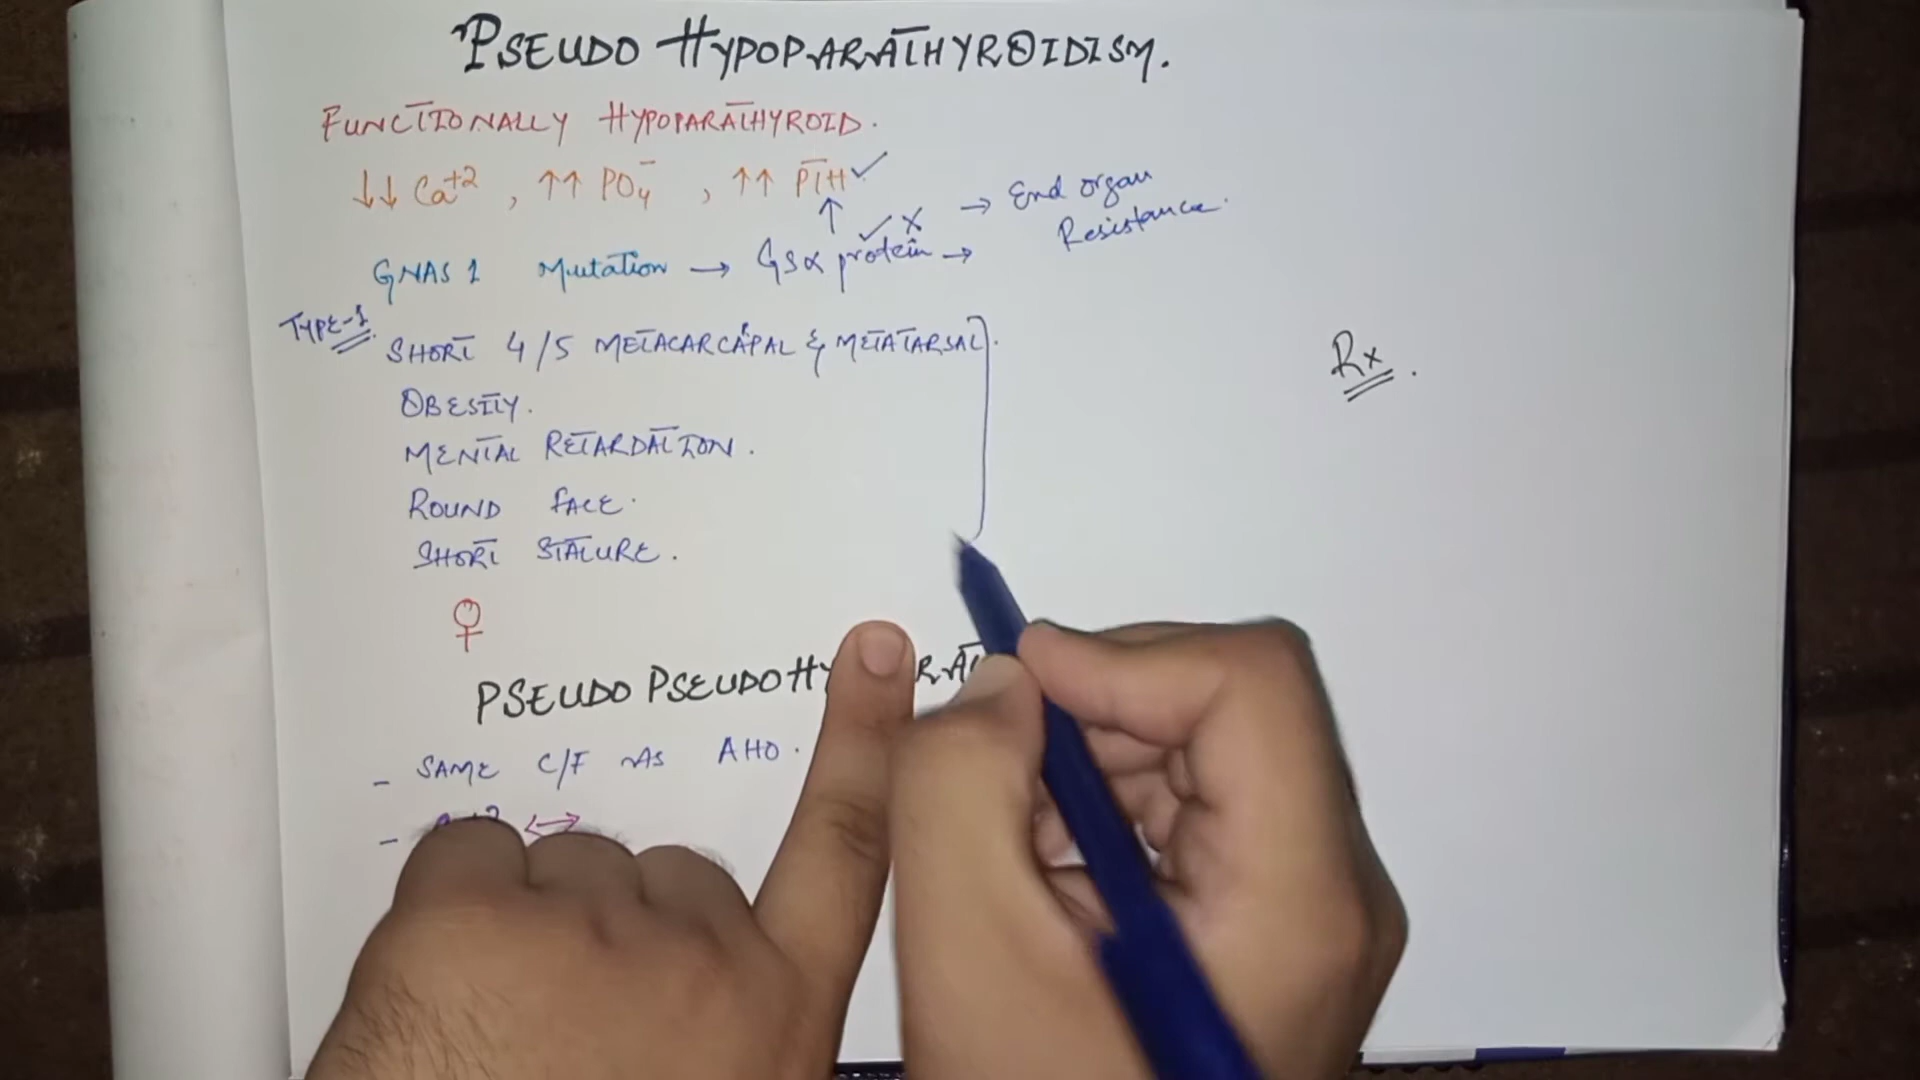 PSEUDO HYPOPARATHYROIDISM.
FUNCTIONALLY HYPOPARATHYROID.
↓↓ Ca+2, ↑↑ PO4-, ↑↑ PTH ✓
↑ ✓ X → End organ Resistance.
GNAS 1 Mutation → Gsα protein →
TYPE-1
SHORT 4/5 METACARCAPAL & METATARSAL.
OBESITY.
MENTAL RETARDATION.
ROUND FACE.
SHORT STATURE.
Rx.
♀
PSEUDO PSEUDO
- SAME C/F AS AHO.
- ↔